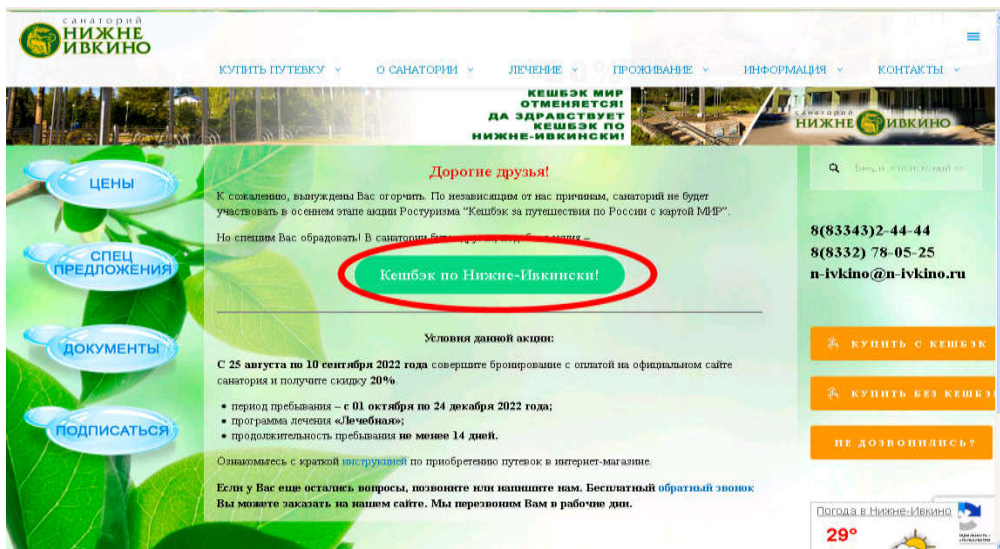 санаторий
НИЖНЕ
ИВКИНО
КУПИТЬ ПУТЕВКУ О САНАТОРИИ ЛЕЧЕНИЕ ПРОЖИВАНИЕ ИНФОРМАЦИЯ КОНТАКТЫ
КЕШБЭК МИР
ОТМЕНЯЕТСЯ!
ДА ЗДРАВСТВУЕТ
КЕШБЭК ПО
НИЖНЕ-ИВКИНСКИ!
санаторий
НИЖНЕ ИВКИНО
ЦЕНЫ
СПЕЦ
ПРЕДЛОЖЕНИЯ
ДОКУМЕНТЫ
ПОДПИСАТЬСЯ
Дорогие друзья!
К сожалению, вынуждены Вас огорчить. По независящим от нас причинам, санаторий не будет
участвовать в осеннем этапе акции Ростуризма “Кешбэк за путешествия по России с картой МИР”.
Но спешим Вас обрадовать! В санатории
Кешбэк по Нижне-Ивкински!
Условия данной акции:
С 25 августа по 10 сентября 2022 года совершите бронирование с оплатой на официальном сайте
санатория и получите скидку 20%.
• период пребывания – с 01 октября по 24 декабря 2022 года;
• программа лечения «Лечебная»;
• продолжительность пребывания не менее 14 дней.
Ознакомьтесь с краткой инструкцией по приобретению путевок в интернет-магазине.
Если у Вас еще остались вопросы, позвоните или напишите нам. Бесплатный обратный звонок
Вы можете заказать на нашем сайте. Мы перезвоним Вам в рабочие дни.
8(83343)2-44-44
8(8332) 78-05-25
n-ivkino@n-ivkino.ru
КУПИТЬ С КЕШБЭК
КУПИТЬ БЕЗ КЕШБЭ
НЕ ДОЗВОНИЛИСЬ?
Погода в Нижне-Ивкино
29°